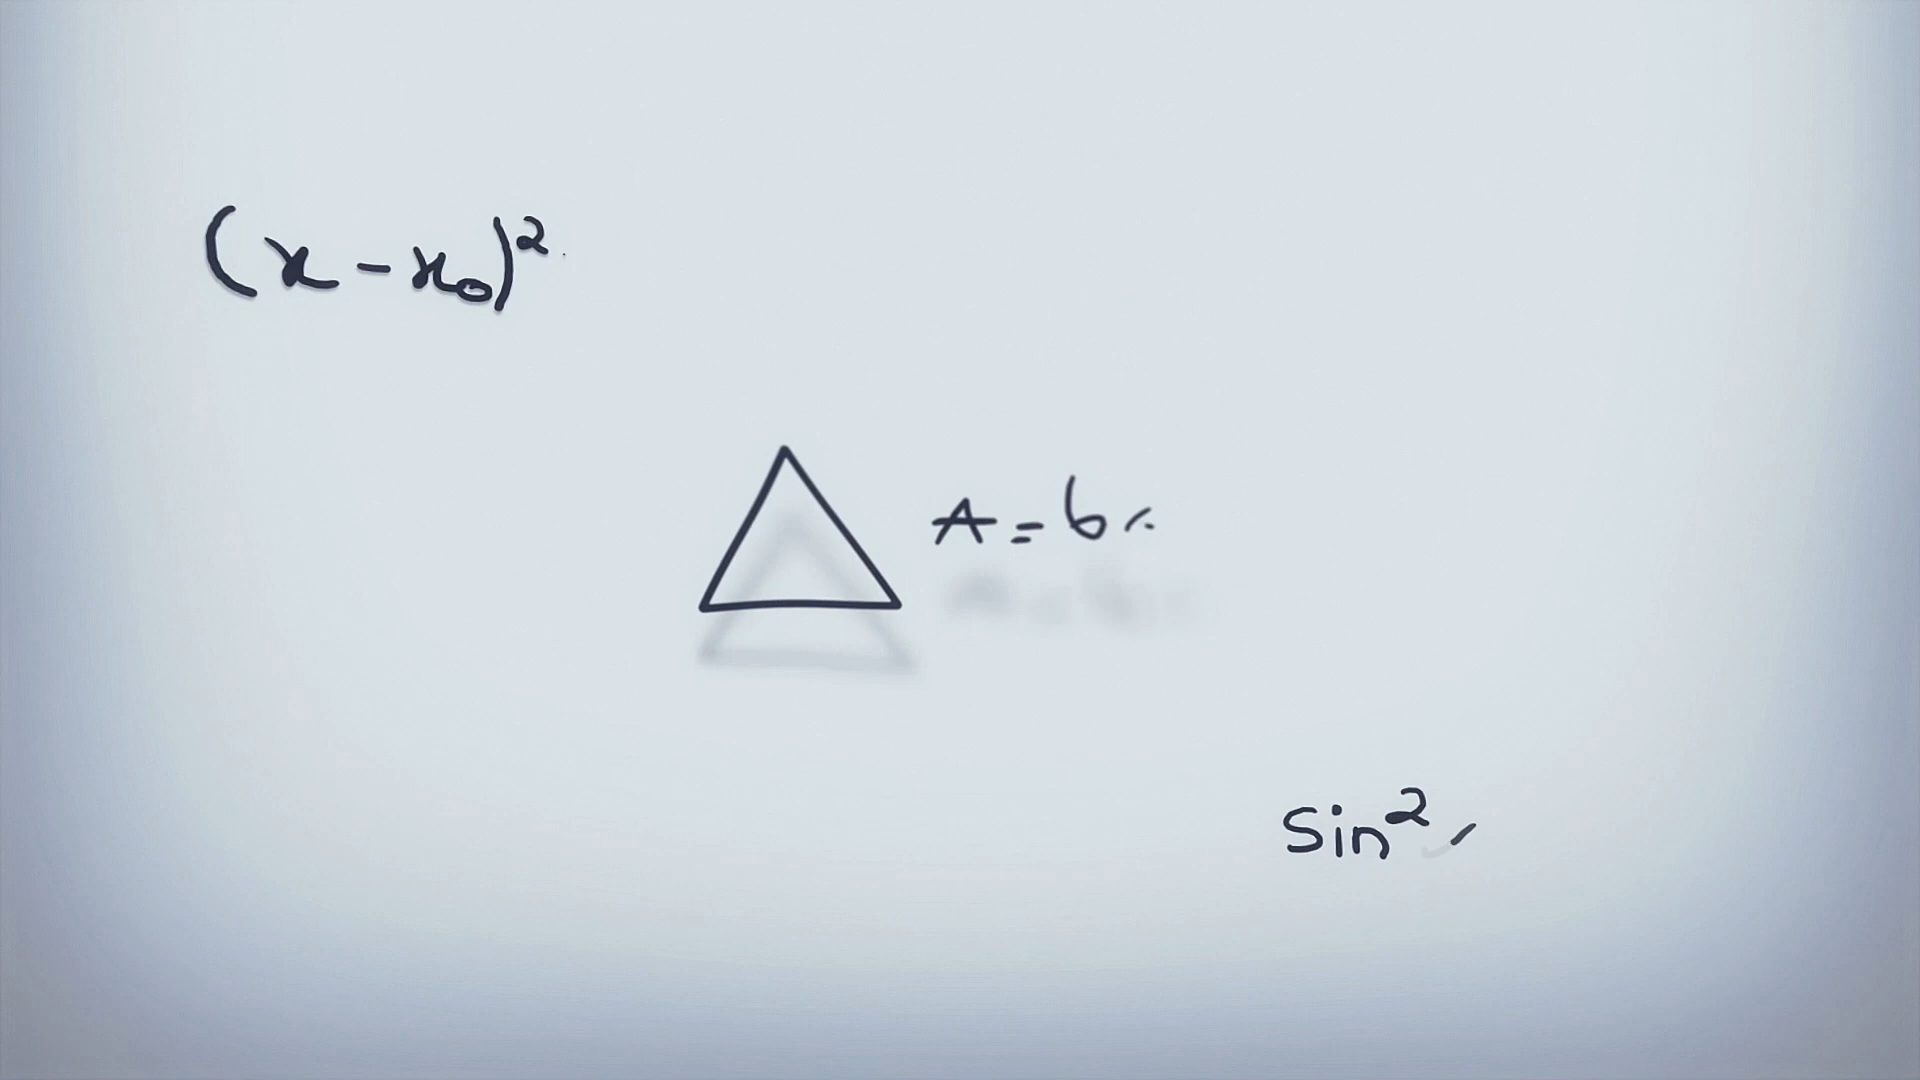 (x - x₀)²
A = b
sin²